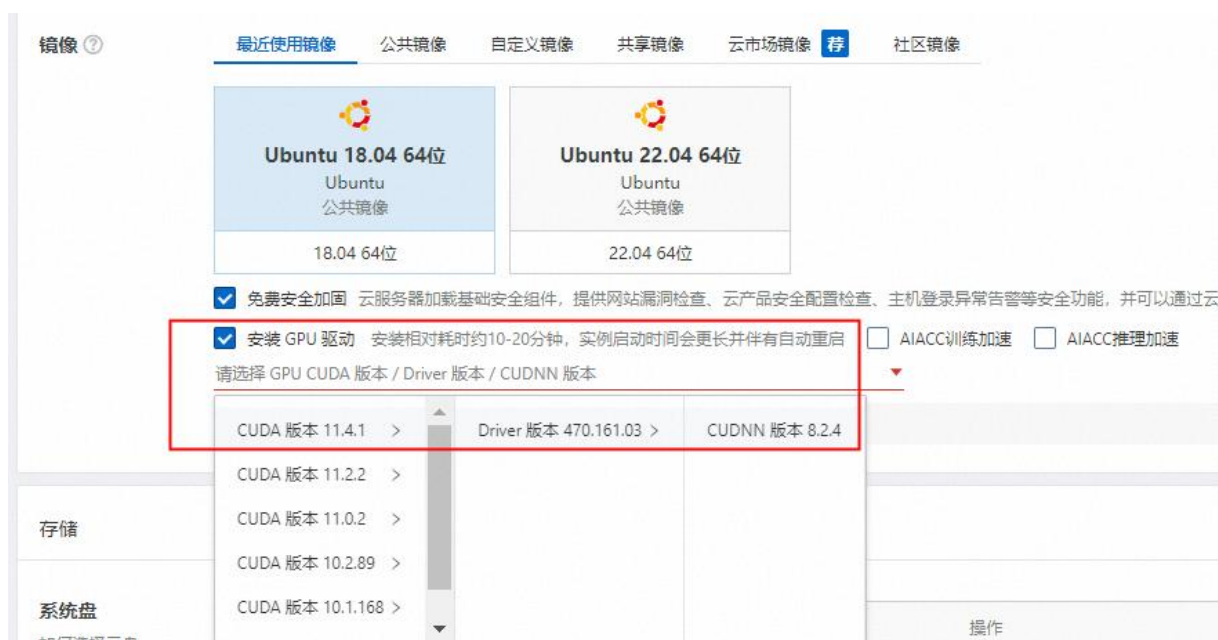 镜像 ?
最近使用镜像 公共镜像 自定义镜像 共享镜像 云市场镜像 荐 社区镜像
Ubuntu 18.04 64位
Ubuntu
公共镜像
18.04 64位
Ubuntu 22.04 64位
Ubuntu
公共镜像
22.04 64位
免费安全加固 云服务器加载基础安全组件，提供网站漏洞检查、云产品安全配置检查、主机登录异常告警等安全功能，并可以通过云
安装 GPU 驱动 安装相对耗时约10-20分钟，实例启动时间会更长并伴有自动重启 AIACC训练加速 AIACC推理加速
请选择 GPU CUDA 版本 / Driver 版本 / CUDNN 版本
CUDA 版本 11.4.1 > Driver 版本 470.161.03 > CUDNN 版本 8.2.4
CUDA 版本 11.2.2 >
CUDA 版本 11.0.2 >
CUDA 版本 10.2.89 >
CUDA 版本 10.1.168 >
存储
系统盘
操作